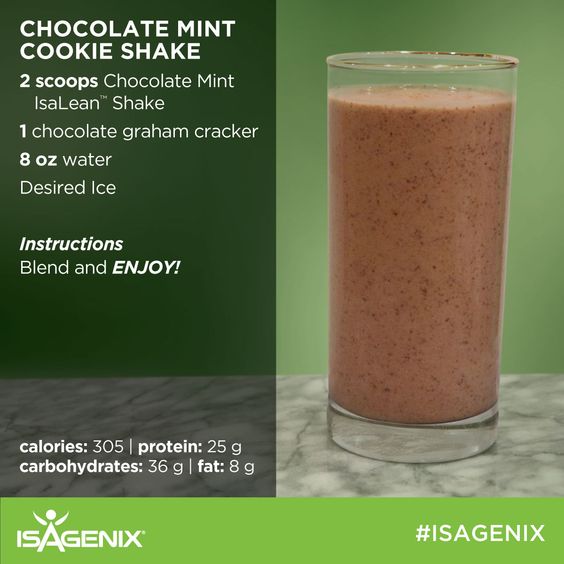 CHOCOLATE MINT
COOKIE SHAKE
2 scoops Chocolate Mint
IsaLean™ Shake
1 chocolate graham cracker
8 oz water
Desired Ice
Instructions
Blend and ENJOY!
calories: 305 | protein: 25 g
carbohydrates: 36 g | fat: 8 g
ISAGENIX®
#ISAGENIX